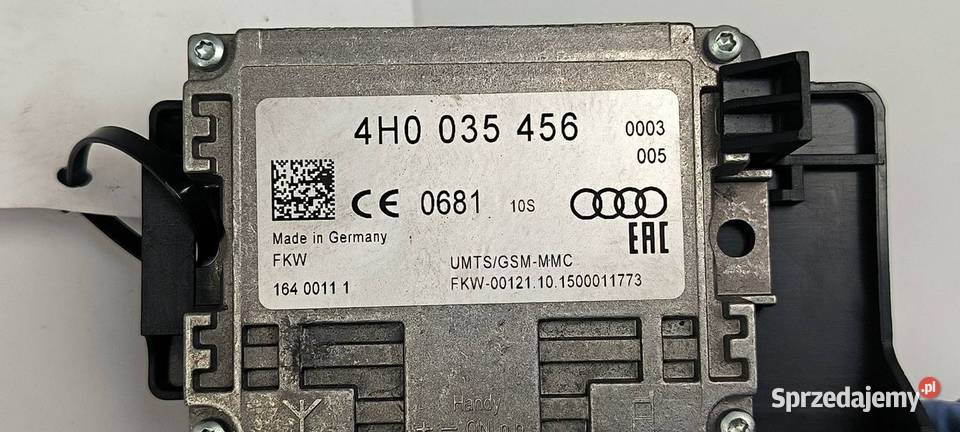 4H0 035 456 0003
005
CE 0681 10S
EAC
Made in Germany
FKW UMTS/GSM-MMC
164 0011 1 FKW-00121.10.1500011773
Handy
Sprzedajemy.pl